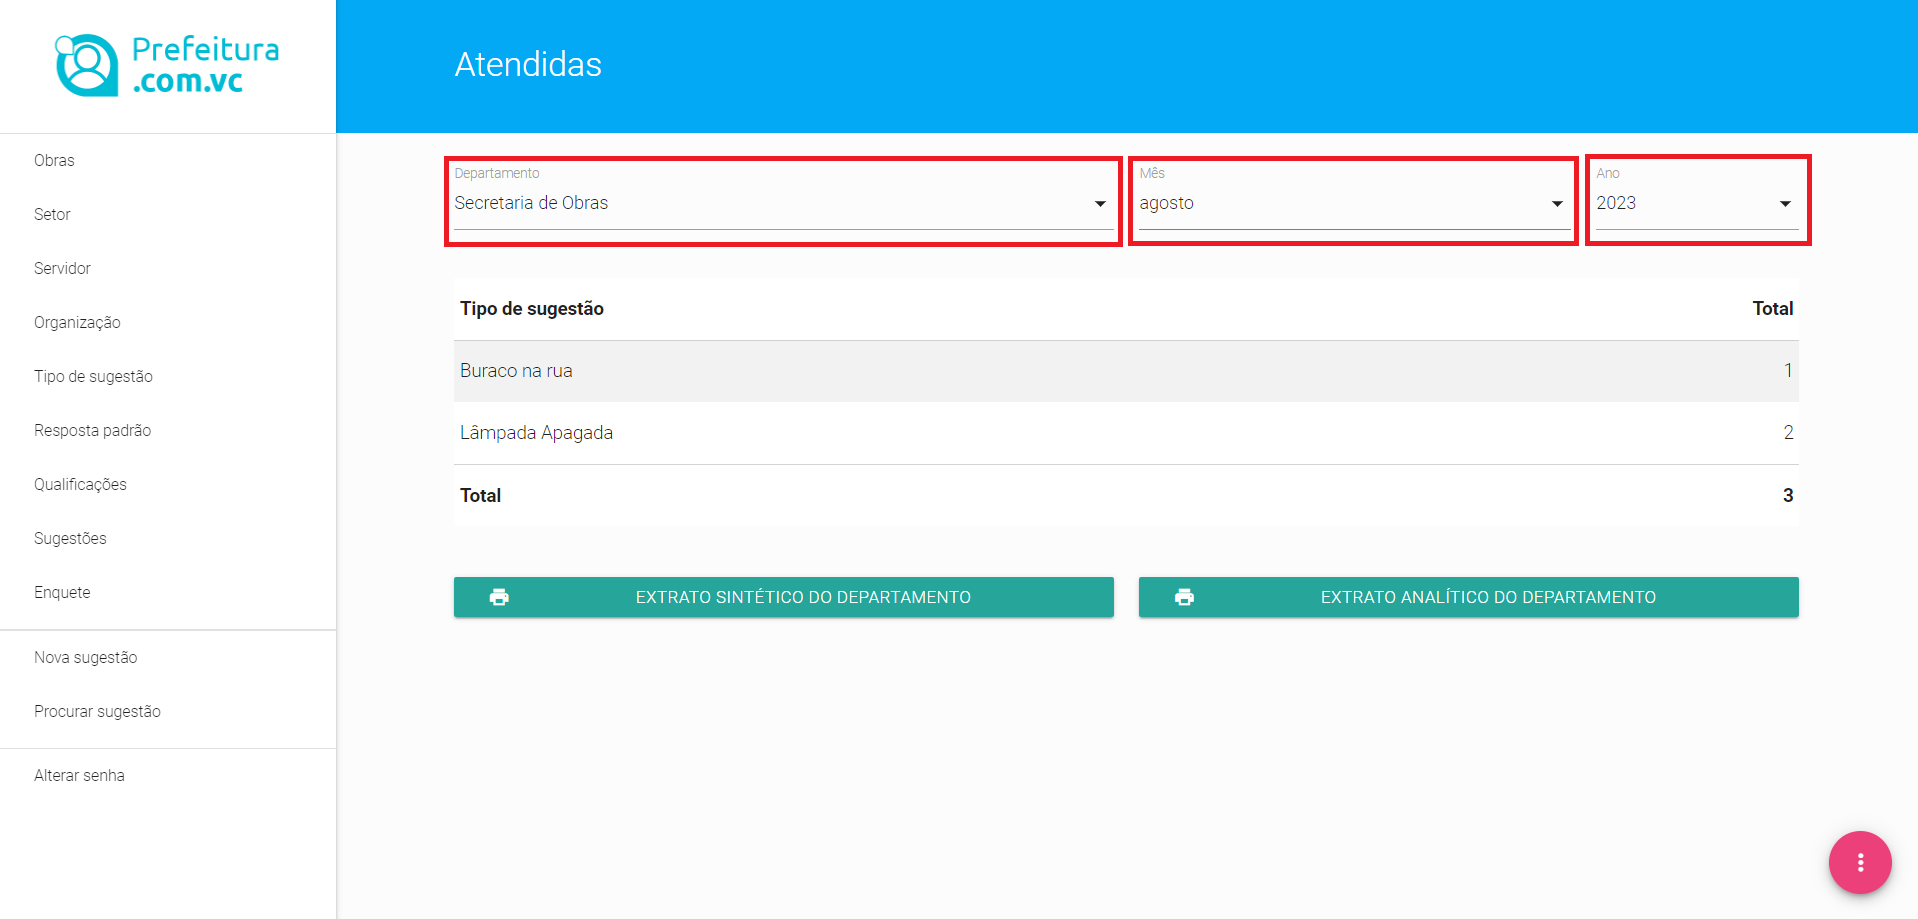 Prefeitura
.com.vc
Atendidas
Obras
Setor
Servidor
Organização
Tipo de sugestão
Resposta padrão
Qualificações
Sugestões
Enquete
Nova sugestão
Procurar sugestão
Alterar senha
Departamento
Secretaria de Obras
Mês
agosto
Ano
2023
Tipo de sugestão Total
Buraco na rua 1
Lâmpada Apagada 2
Total 3
EXTRATO SINTÉTICO DO DEPARTAMENTO
EXTRATO ANALÍTICO DO DEPARTAMENTO